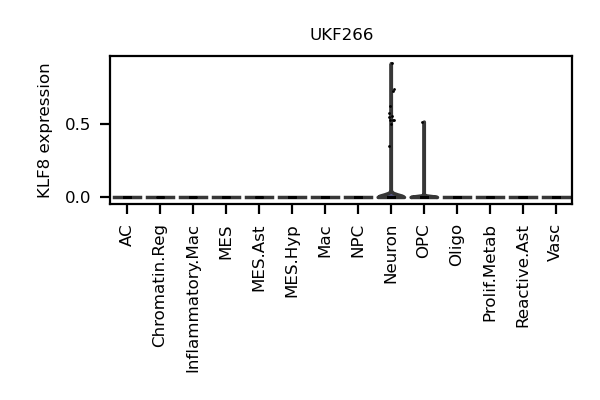 UKF266
KLF8 expression
0.5
0.0
AC
Chromatin.Reg
Inflammatory.Mac
MES
MES.Ast
MES.Hyp
Mac
NPC
Neuron
OPC
Oligo
Prolif.Metab
Reactive.Ast
Vasc